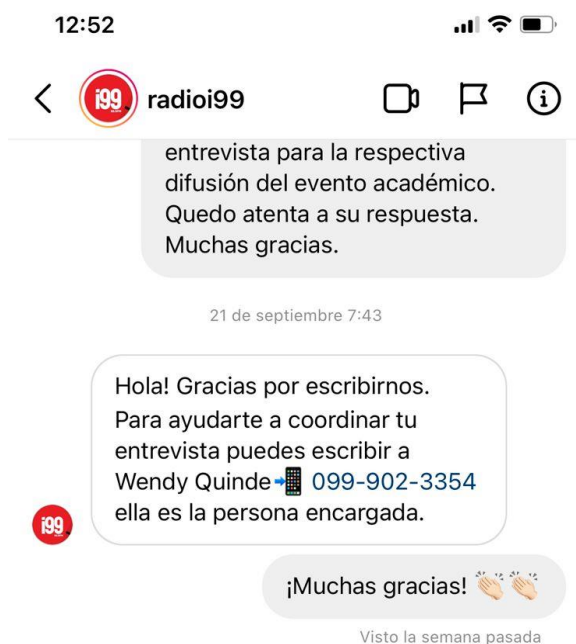 12:52
i99
radioi99
entrevista para la respectiva
difusión del evento académico.
Quedo atenta a su respuesta.
Muchas gracias.
21 de septiembre 7:43
Hola! Gracias por escribirnos.
Para ayudarte a coordinar tu
entrevista puedes escribir a
Wendy Quinde📲 099-902-3354
ella es la persona encargada.
i99
¡Muchas gracias! 👏🏻👏🏻
Visto la semana pasada